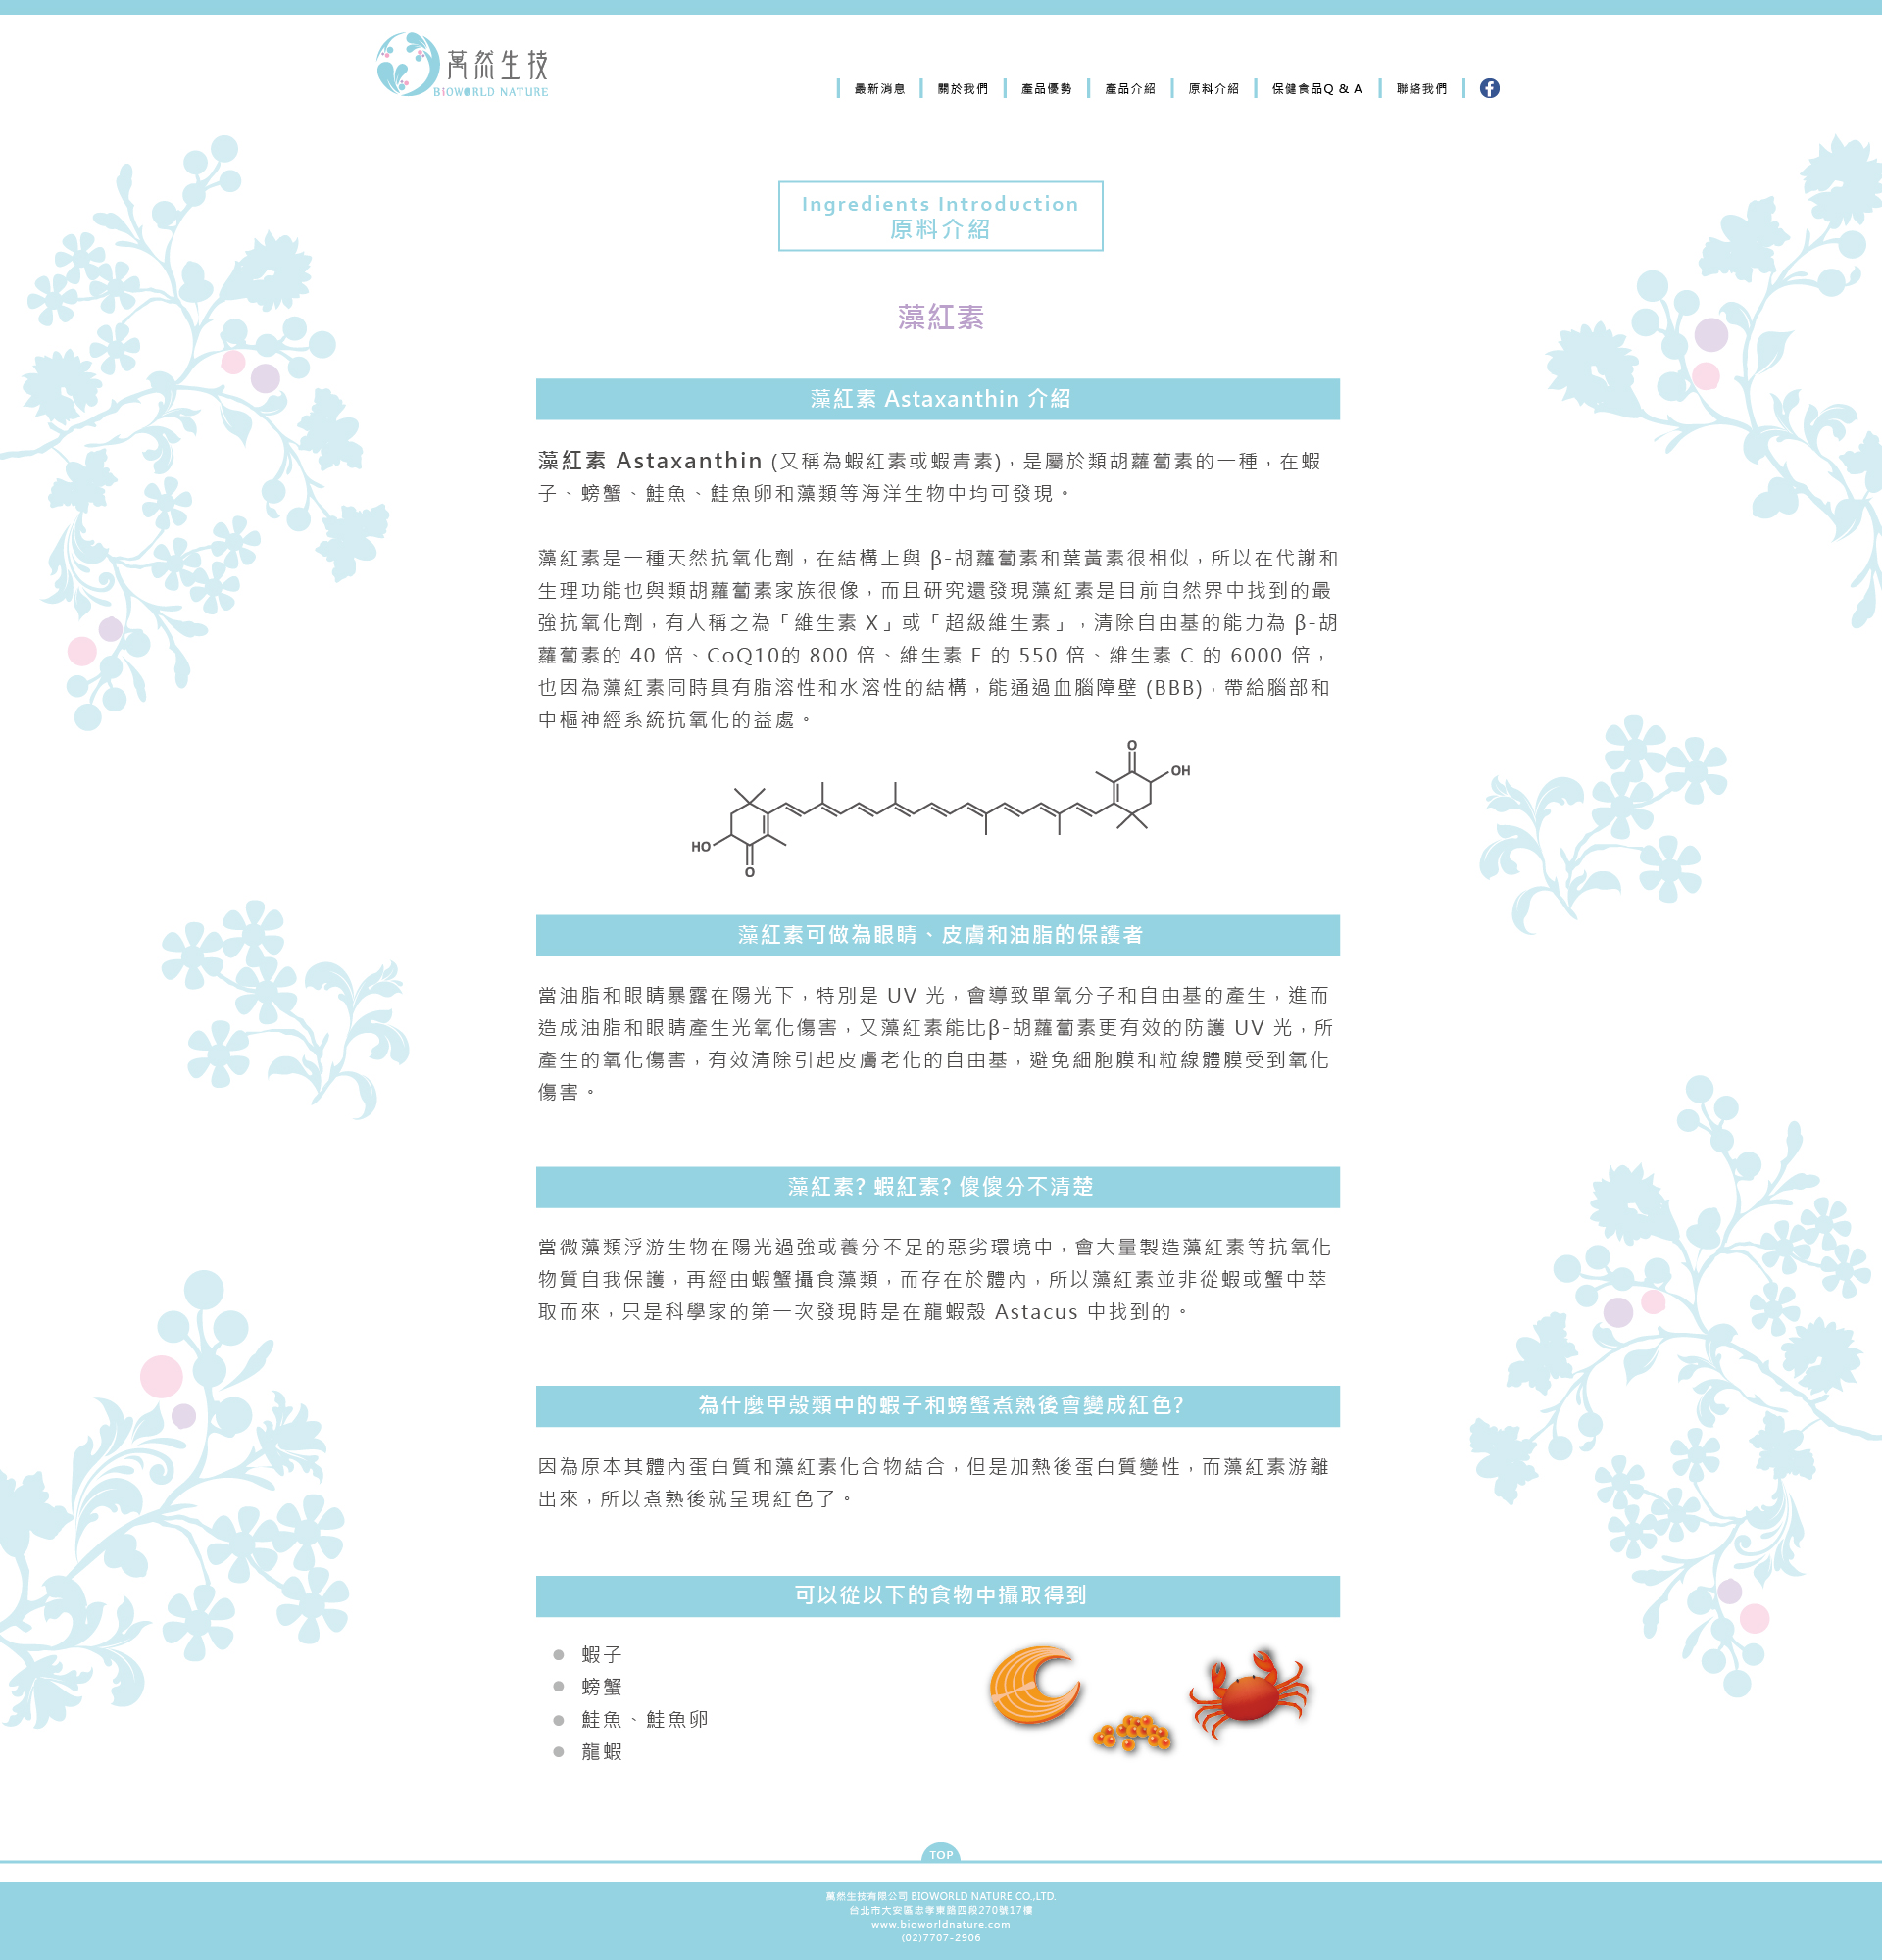 萬然生技
BIOWORLD NATURE
最新消息
關於我們
產品優勢
產品介紹
原料介紹
保健食品Q & A
聯絡我們
Ingredients Introduction
原料介紹
藻紅素
藻紅素 Astaxanthin 介紹
藻紅素 Astaxanthin (又稱為蝦紅素或蝦青素)，是屬於類胡蘿蔔素的一種，在蝦
子、螃蟹、鮭魚、鮭魚卵和藻類等海洋生物中均可發現。
藻紅素是一種天然抗氧化劑，在結構上與 β-胡蘿蔔素和葉黃素很相似，所以在代謝和
生理功能也與類胡蘿蔔素家族很像，而且研究還發現藻紅素是目前自然界中找到的最
強抗氧化劑，有人稱之為「維生素 X」或「超級維生素」，清除自由基的能力為 β-胡
蘿蔔素的 40 倍、CoQ10的 800 倍、維生素 E 的 550 倍、維生素 C 的 6000 倍，
也因為藻紅素同時具有脂溶性和水溶性的結構，能通過血腦障壁 (BBB)，帶給腦部和
中樞神經系統抗氧化的益處。
O
OH
HO
O
藻紅素可做為眼睛、皮膚和油脂的保護者
當油脂和眼睛暴露在陽光下，特別是 UV 光，會導致單氧分子和自由基的產生，進而
造成油脂和眼睛產生光氧化傷害，又藻紅素能比β-胡蘿蔔素更有效的防護 UV 光，所
產生的氧化傷害，有效清除引起皮膚老化的自由基，避免細胞膜和粒線體膜受到氧化
傷害。
藻紅素? 蝦紅素? 傻傻分不清楚
當微藻類浮游生物在陽光過強或養分不足的惡劣環境中，會大量製造藻紅素等抗氧化
物質自我保護，再經由蝦蟹攝食藻類，而存在於體內，所以藻紅素並非從蝦或蟹中萃
取而來，只是科學家的第一次發現時是在龍蝦殼 Astacus 中找到的。
為什麼甲殼類中的蝦子和螃蟹煮熟後會變成紅色?
因為原本其體內蛋白質和藻紅素化合物結合，但是加熱後蛋白質變性，而藻紅素游離
出來，所以煮熟後就呈現紅色了。
可以從以下的食物中攝取得到
蝦子
螃蟹
鮭魚、鮭魚卵
龍蝦
TOP
萬然生技有限公司 BIOWORLD NATURE CO.,LTD.
台北市大安區忠孝東路四段270號17樓
www.bioworldnature.com
(02)7707-2906